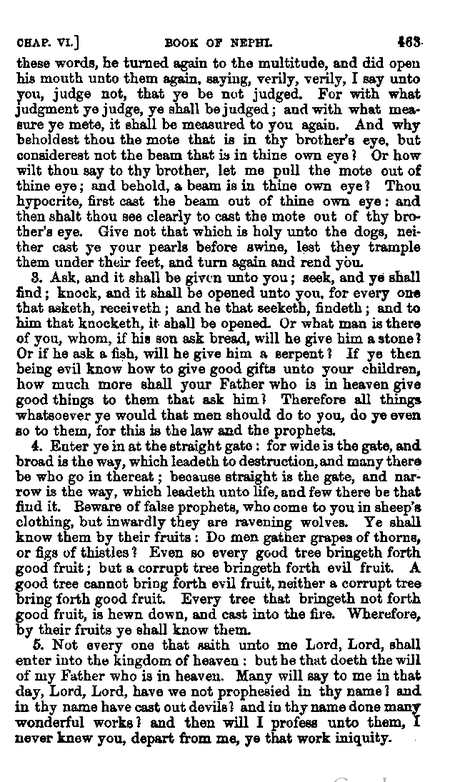 CHAP. VI.] BOOK OF NEPHI. 463
these words, he turned again to the multitude, and did open
his mouth unto them again, saying, verily, verily, I say unto
you, judge not, that ye be not judged. For with what
judgment ye judge, ye shall be judged; and with what mea-
sure ye mete, it shall be measured to you again. And why
beholdest thou the mote that is in thy brother's eye, but
considerest not the beam that is in thine own eye? Or how
wilt thou say to thy brother, let me pull the mote out of
thine eye; and behold, a beam is in thine own eye? Thou
hypocrite, first cast the beam out of thine own eye: and
then shalt thou see clearly to cast the mote out of thy bro-
ther's eye. Give not that which is holy unto the dogs, nei-
ther cast ye your pearls before swine, lest they trample
them under their feet, and turn again and rend you.
3. Ask, and it shall be given unto you; seek, and ye shall
find; knock, and it shall be opened unto you, for every one
that asketh, receiveth; and he that seeketh, findeth; and to
him that knocketh, it shall be opened. Or what man is there
of you, whom, if his son ask bread, will he give him a stone?
Or if he ask a fish, will he give him a serpent? If ye then
being evil know how to give good gifts unto your children,
how much more shall your Father who is in heaven give
good things to them that ask him? Therefore all things
whatsoever ye would that men should do to you, do ye even
so to them, for this is the law and the prophets.
4. Enter ye in at the straight gate: for wide is the gate, and
broad is the way, which leadeth to destruction, and many there
be who go in thereat; because straight is the gate, and nar-
row is the way, which leadeth unto life, and few there be that
find it. Beware of false prophets, who come to you in sheep's
clothing, but inwardly they are ravening wolves. Ye shall
know them by their fruits: Do men gather grapes of thorns,
or figs of thistles? Even so every good tree bringeth forth
good fruit; but a corrupt tree bringeth forth evil fruit. A
good tree cannot bring forth evil fruit, neither a corrupt tree
bring forth good fruit. Every tree that bringeth not forth
good fruit, is hewn down, and cast into the fire. Wherefore,
by their fruits ye shall know them.
5. Not every one that saith unto me Lord, Lord, shall
enter into the kingdom of heaven: but he that doeth the will
of my Father who is in heaven. Many will say to me in that
day, Lord, Lord, have we not prophesied in thy name? and
in thy name have cast out devils? and in thy name done many
wonderful works? and then will I profess unto them, I
never knew you, depart from me, ye that work iniquity.